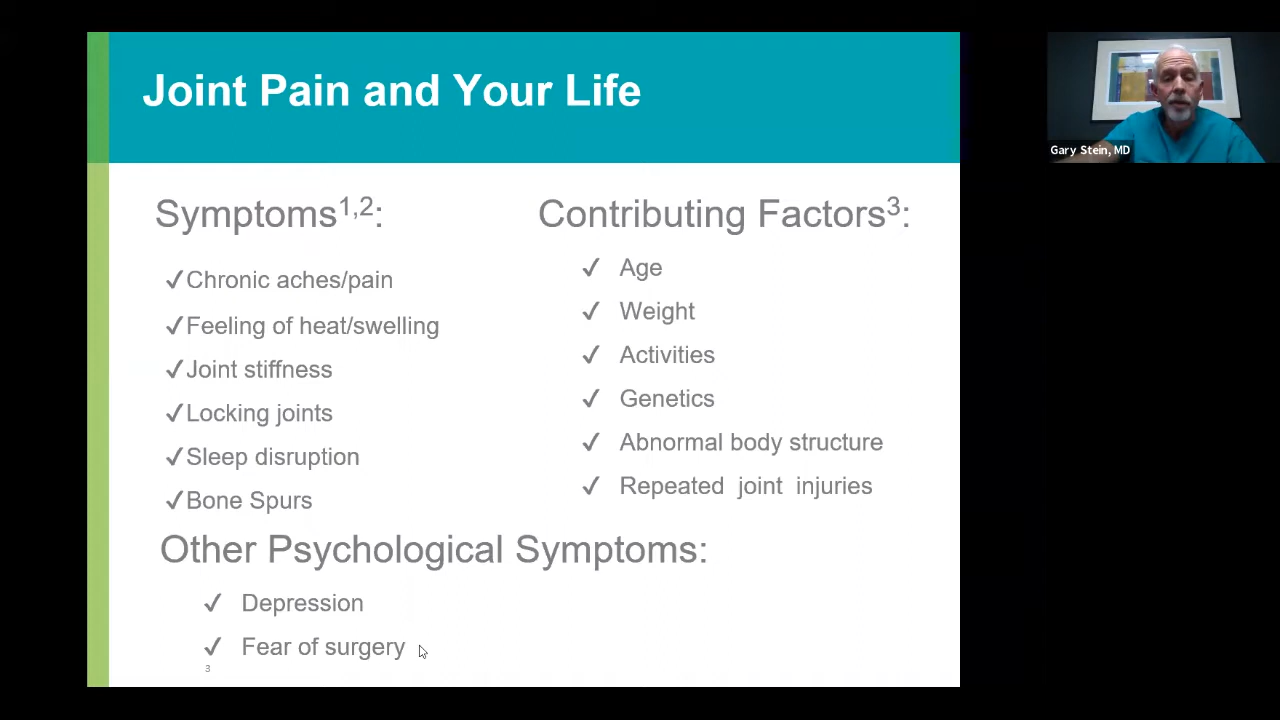 Joint Pain and Your Life
Symptoms1,2:
✓Chronic aches/pain
✓Feeling of heat/swelling
✓Joint stiffness
✓Locking joints
✓Sleep disruption
✓Bone Spurs
Contributing Factors3:
✓ Age
✓ Weight
✓ Activities
✓ Genetics
✓ Abnormal body structure
✓ Repeated joint injuries
Other Psychological Symptoms:
✓ Depression
✓ Fear of surgery
3
Gary Stein, MD